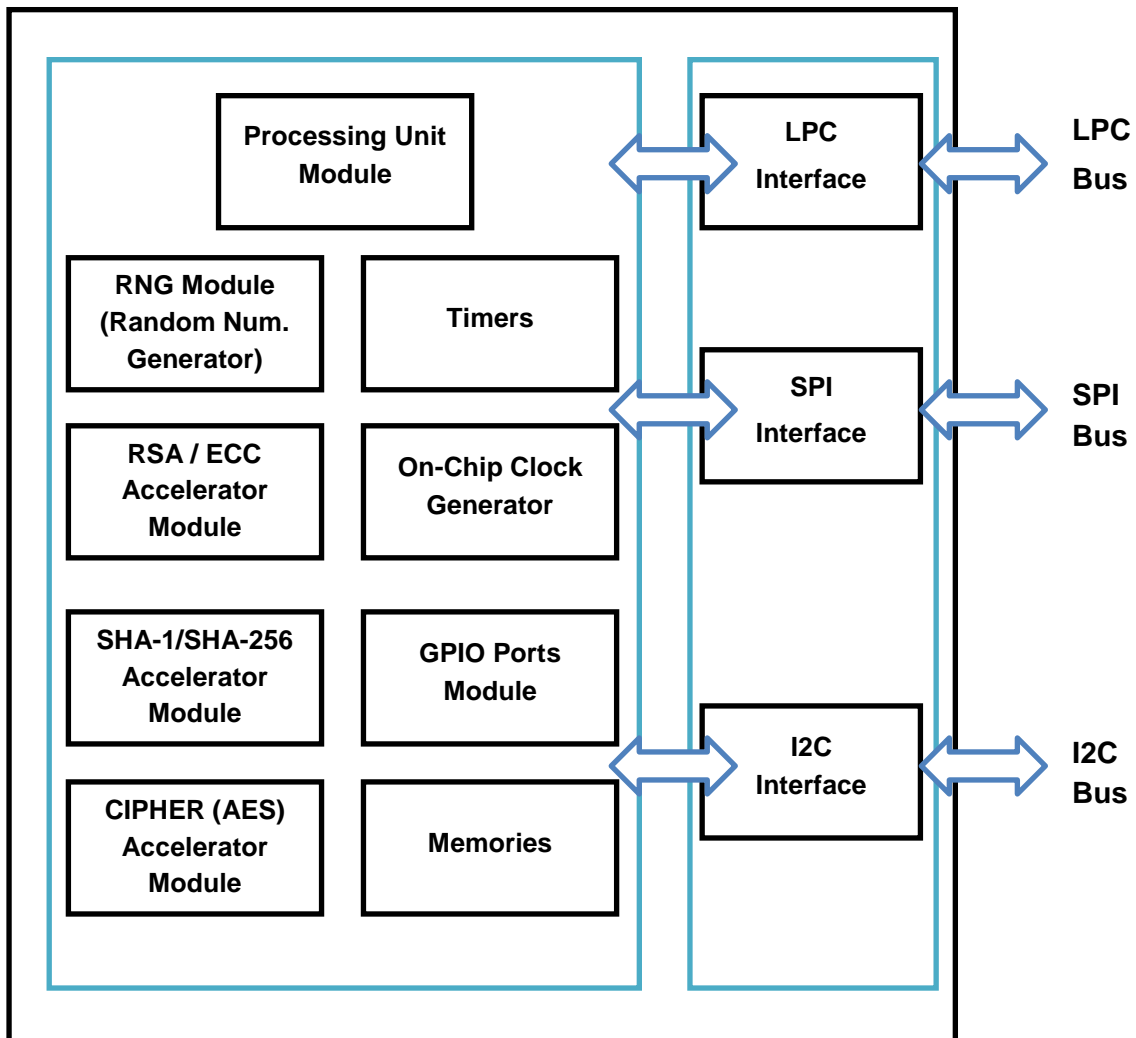 Processing Unit
Module
LPC
Interface
LPC
Bus
RNG Module
(Random Num.
Generator)
Timers
SPI
Interface
SPI
Bus
RSA / ECC
Accelerator
Module
On-Chip Clock
Generator
SHA-1/SHA-256
Accelerator
Module
GPIO Ports
Module
I2C
Interface
I2C
Bus
CIPHER (AES)
Accelerator
Module
Memories